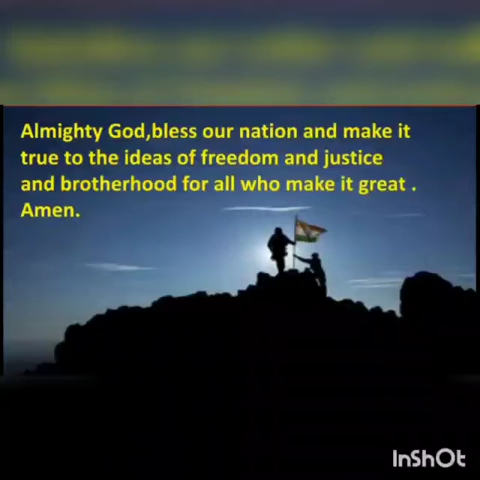 Almighty God,bless our nation and make it
true to the ideas of freedom and justice
and brotherhood for all who make it great .
Amen.
InShOt